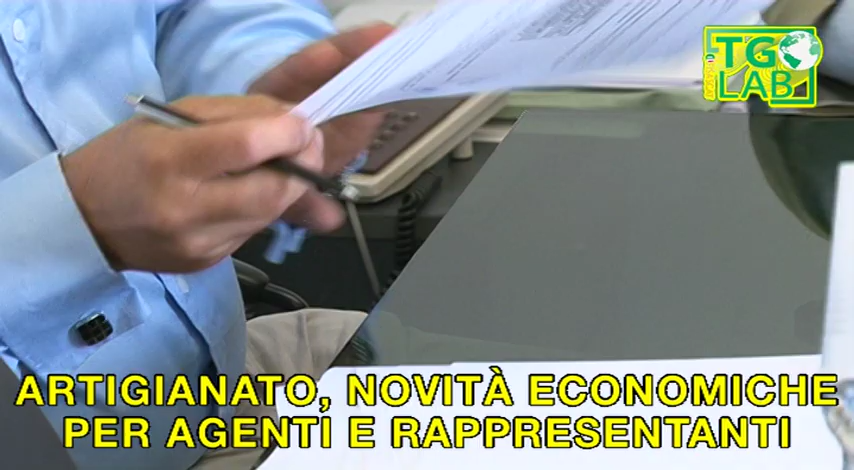 TG
LAB
ARTIGIANATO, NOVITÀ ECONOMICHE
PER AGENTI E RAPPRESENTANTI